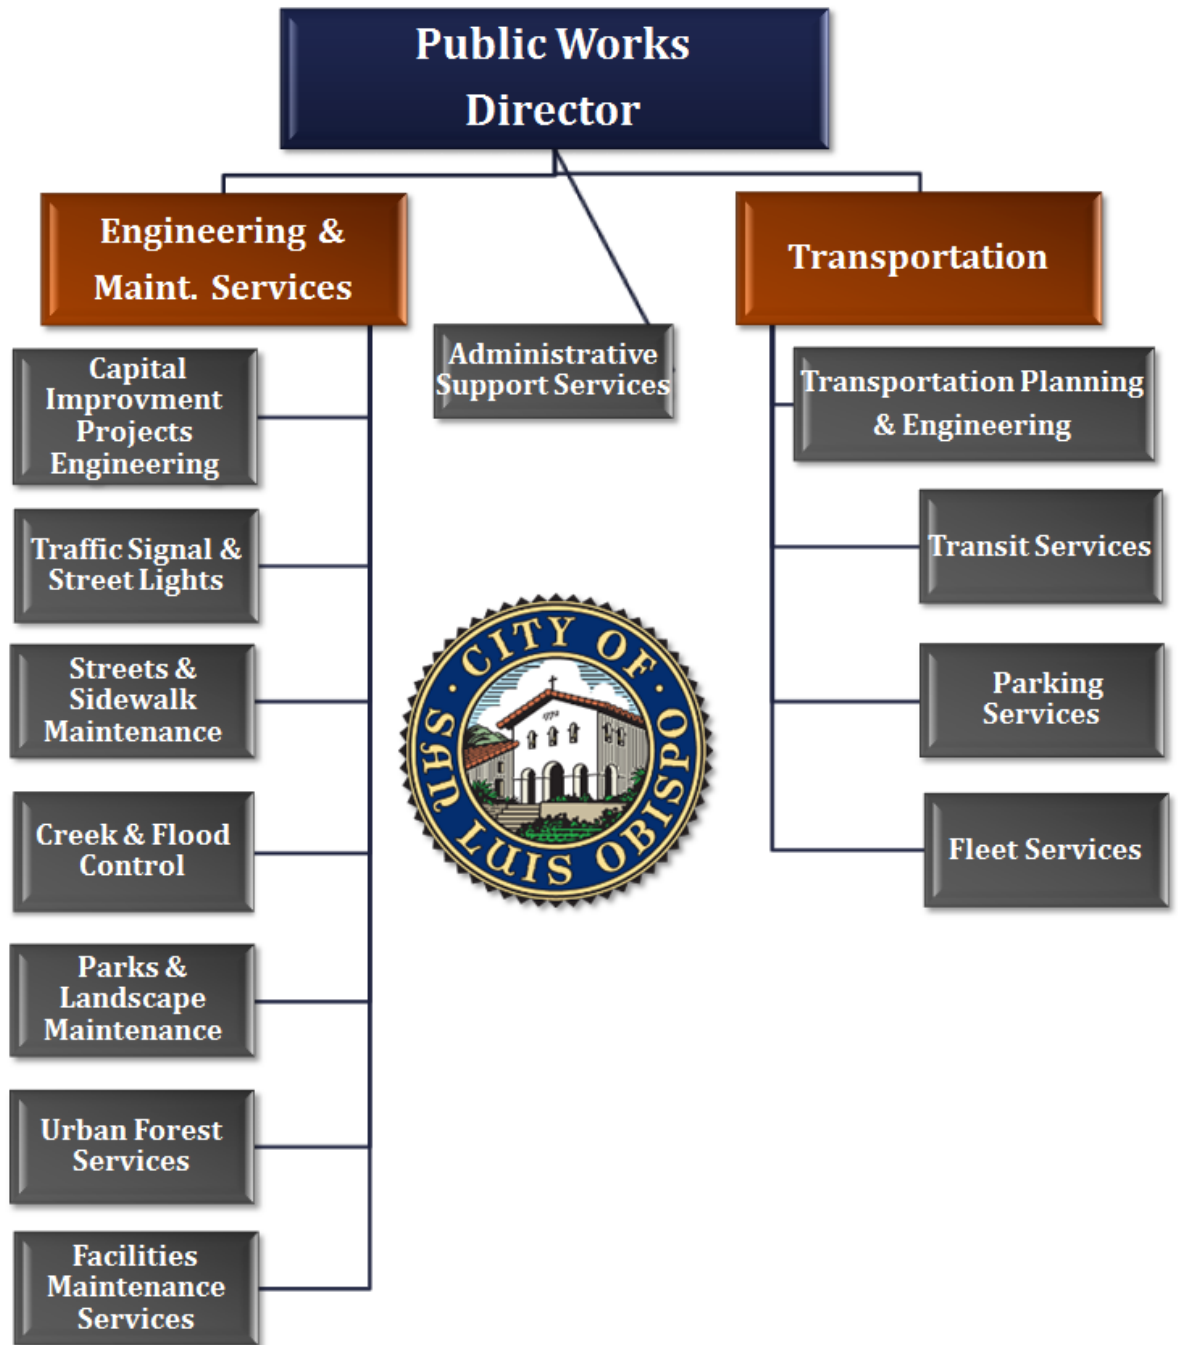 Public Works
Director
Engineering &
Maint. Services
Transportation
Administrative
Support Services
Capital
Improvment
Projects
Engineering
Traffic Signal &
Street Lights
Streets &
Sidewalk
Maintenance
Creek & Flood
Control
Parks &
Landscape
Maintenance
Urban Forest
Services
Facilities
Maintenance
Services
Transportation Planning
& Engineering
Transit Services
Parking
Services
Fleet Services
CITY OF
SAN LUIS OBISPO
1772